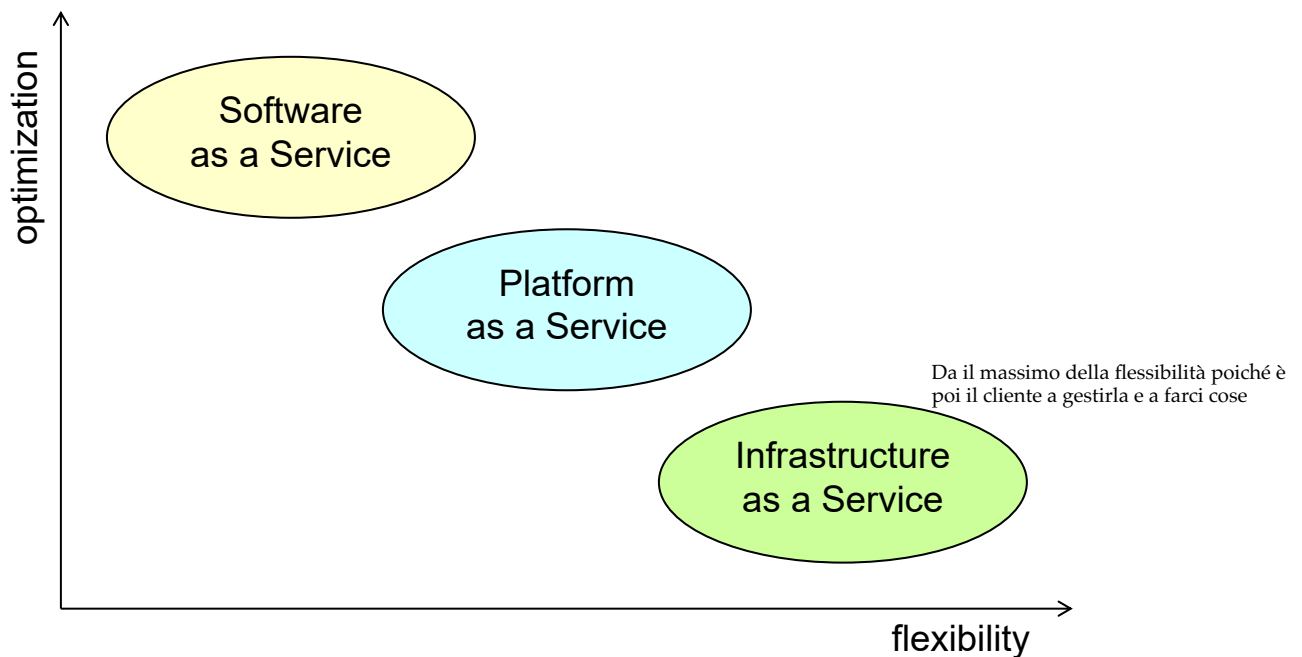 optimization
Software
as a Service
Platform
as a Service
Da il massimo della flessibilità poiché è
poi il cliente a gestirla e a farci cose
Infrastructure
as a Service
flexibility